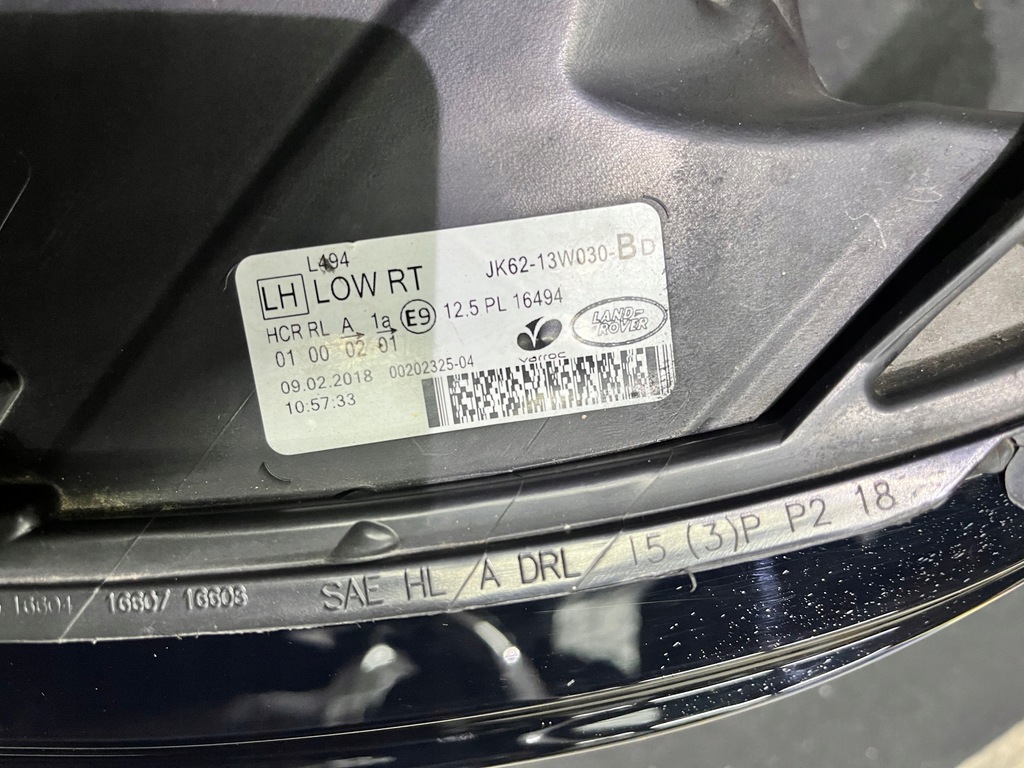 L494
LH LOW RT JK62-13W030-BD
HCR RL A 1a E9 12.5 PL 16494
01 00 02 01
LAND-
ROVER
varroc
09.02.2018 00202325-04
10:57:33
SAE HL/A DRL/15 (3)P P2 18
16604 16607/16608